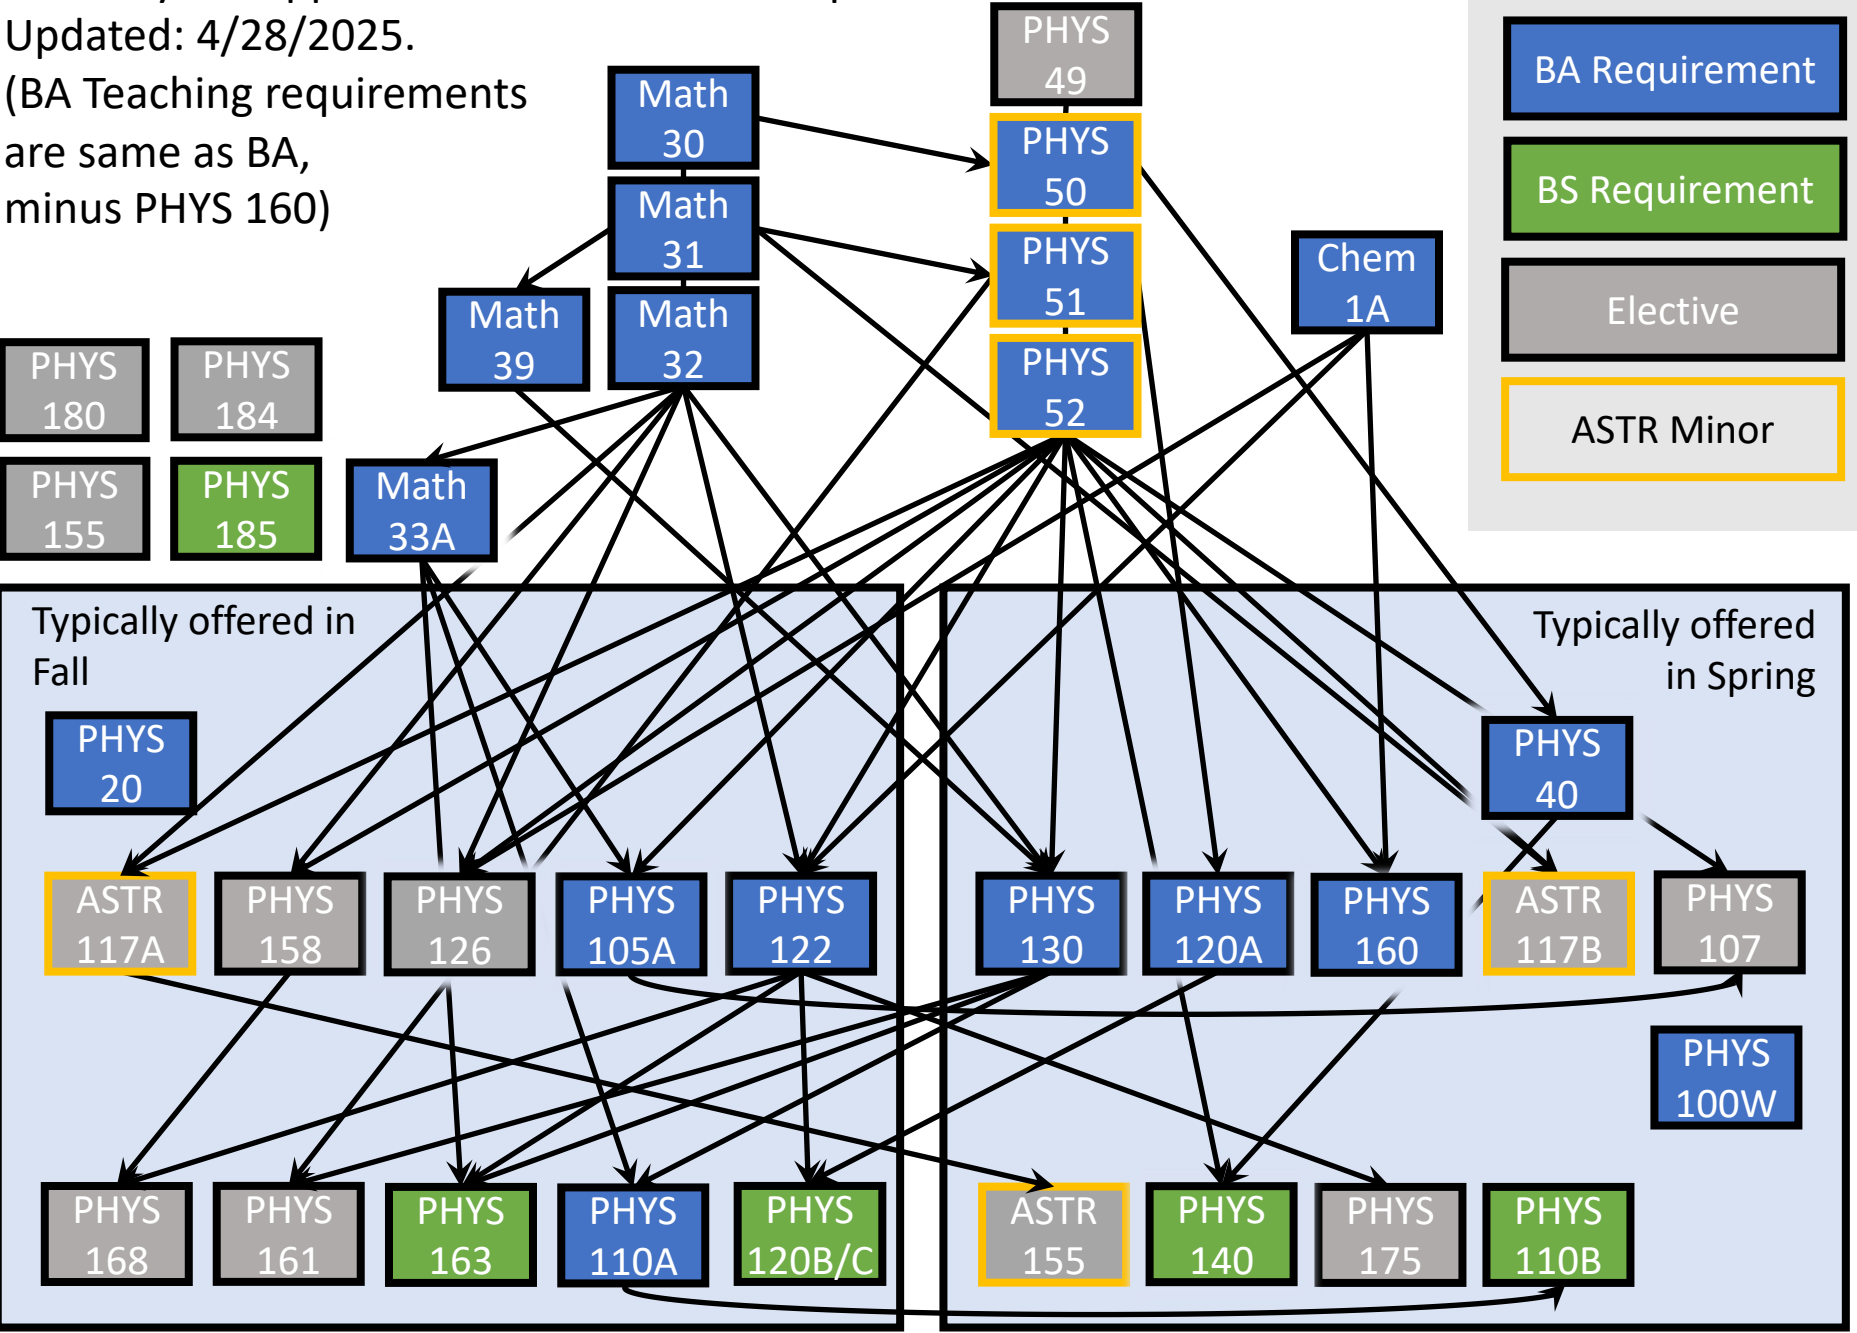 Updated: 4/28/2025.
(BA Teaching requirements
are same as BA,
minus PHYS 160)
PHYS
49
Math
30
PHYS
50
Math
31
PHYS
51
Chem
1A
Math
39
Math
32
PHYS
52
BA Requirement
BS Requirement
Elective
ASTR Minor
PHYS
180
PHYS
184
PHYS
155
PHYS
185
Math
33A
Typically offered in
Fall
PHYS
20
ASTR
117A
PHYS
158
PHYS
126
PHYS
105A
PHYS
122
PHYS
168
PHYS
161
PHYS
163
PHYS
110A
PHYS
120B/C
Typically offered
in Spring
PHYS
40
PHYS
130
PHYS
120A
PHYS
160
ASTR
117B
PHYS
107
PHYS
100W
ASTR
155
PHYS
140
PHYS
175
PHYS
110B